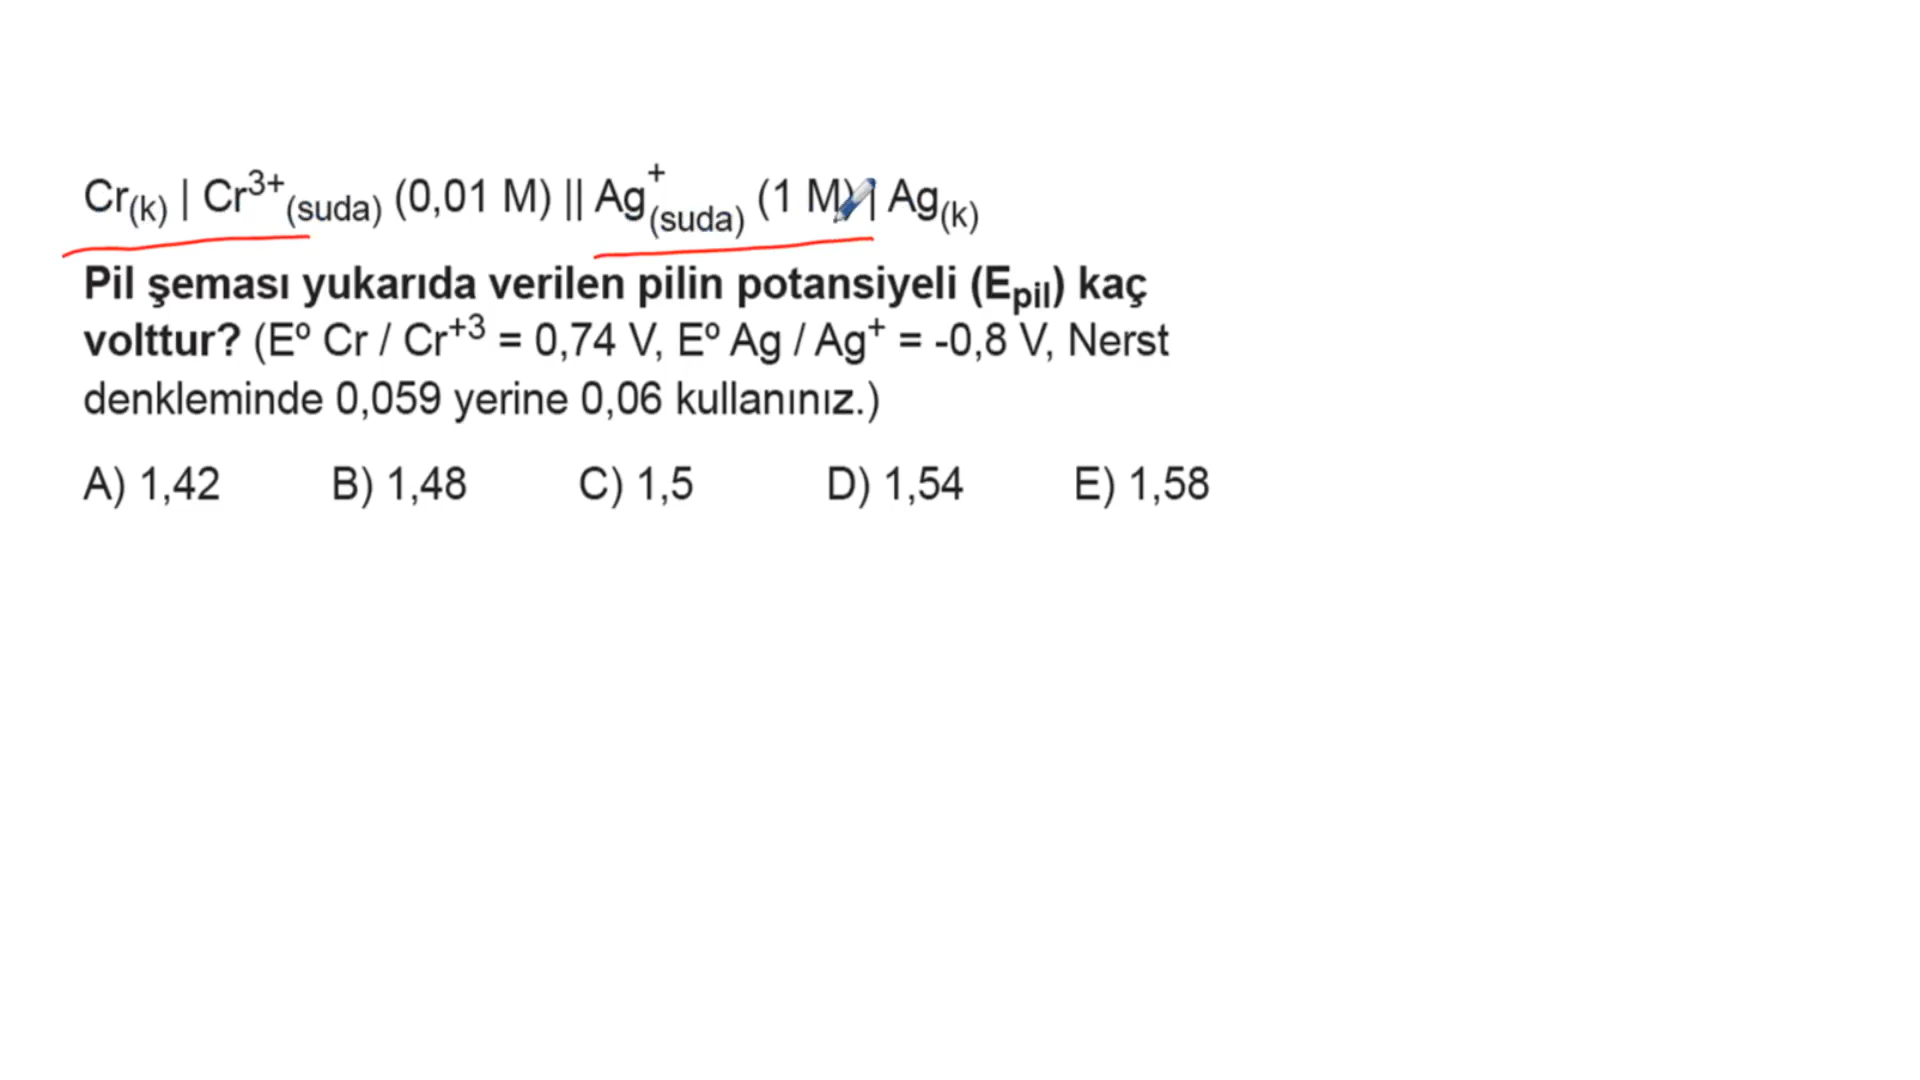 Cr(k) | Cr3+(suda) (0,01 M) || Ag+(suda) (1 M) | Ag(k)
Pil şeması yukarıda verilen pilin potansiyeli (Epil) kaç
volttur? (Eº Cr / Cr+3 = 0,74 V, Eº Ag / Ag+ = -0,8 V, Nerst
denkleminde 0,059 yerine 0,06 kullanınız.)
A) 1,42 B) 1,48 C) 1,5 D) 1,54 E) 1,58